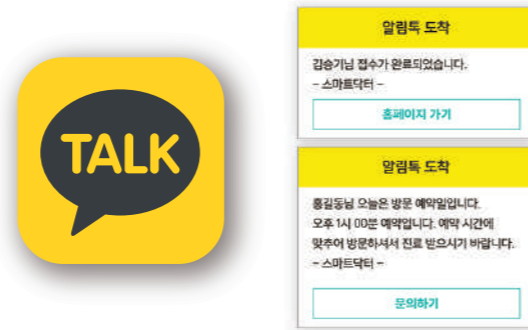 TALK
알림톡 도착
김승기님 접수가 완료되었습니다.
- 스마트닥터 -
홈페이지 가기
알림톡 도착
홍길동님 오늘은 방문 예약일입니다.
오후 1시 00분 예약입니다. 예약 시간에
맞추어 방문하셔서 진료 받으시기 바랍니다.
- 스마트닥터 -
문의하기